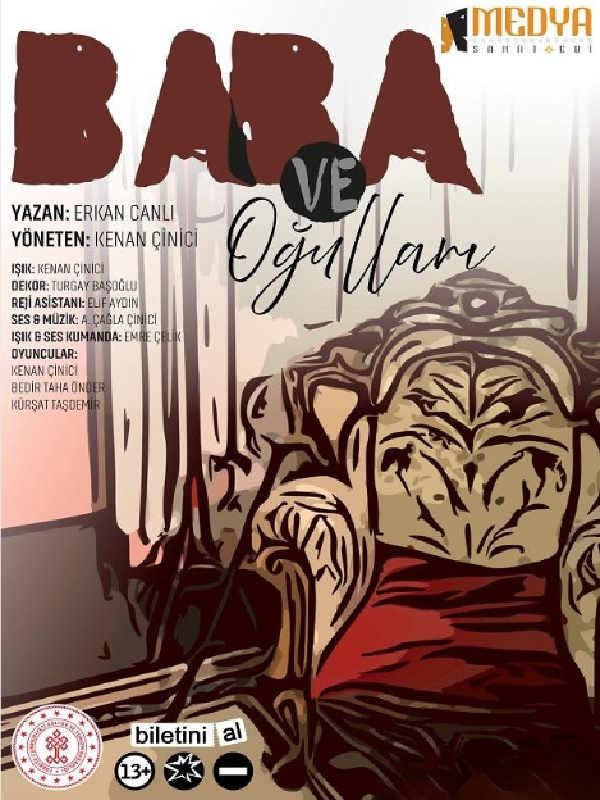 MEDYA
SANAT EVİ
BABA
VE
Oğulları
YAZAN: ERKAN CANLI
YÖNETEN: KENAN ÇİNİCİ
IŞIK: KENAN ÇİNİCİ
DEKOR: TURGAY BAŞOĞLU
REJİ ASİSTANI: ELİF AYDIN
SES & MÜZİK: A. ÇAĞLA ÇİNİCİ
IŞIK & SES KUMANDA: EMRE ÇELİK
OYUNCULAR:
KENAN ÇİNİCİ
BEDİR TAHA ÖNDER
KÜRŞAT TAŞDEMİR
biletini al
13+